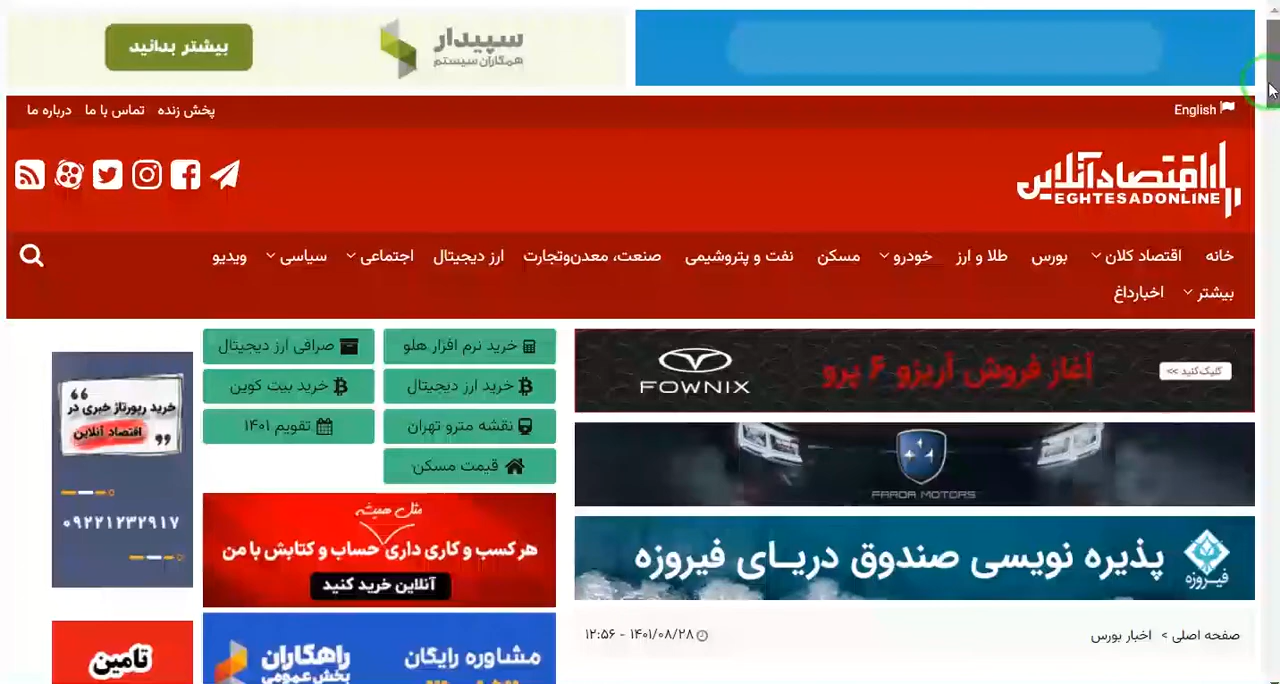 سپیدار
همکاران سیستم
بیشتر بدانید
English
پخش زنده تماس با ما درباره ما
اقتصادآنلاین
EGHTESADONLINE
خانه اقتصاد کلان بورس طلا و ارز خودرو مسکن نفت و پتروشیمی صنعت، معدن‌وتجارت ارز دیجیتال اجتماعی سیاسی ویدیو
بیشتر اخبارداغ
آغاز فروش آریزو ۶ پرو
کلیک‌کنید >>
FOWNIX
FARDA MOTORS
پذیره نویسی صندوق دریـای فیروزه
فیـروزه
صفحه اصلی > اخبار بورس
۱۴۰۱/۰۸/۲۸ - ۱۲:۵۶
خرید نرم افزار هلو
صرافی ارز دیجیتال
خرید ارز دیجیتال
خرید بیت کوین
نقشه مترو تهران
تقویم ۱۴۰۱
قیمت مسکن
مثل همیشه
هر کسب و کاری داری حساب و کتابش با من
آنلاین خرید کنید
مشاوره رایگان
راهکاران
بخش عمومی
خرید رپورتاژ خبری در
اقتصاد آنلاین
۰۹۲۲۱۲۳۲۹۱۷
تامین